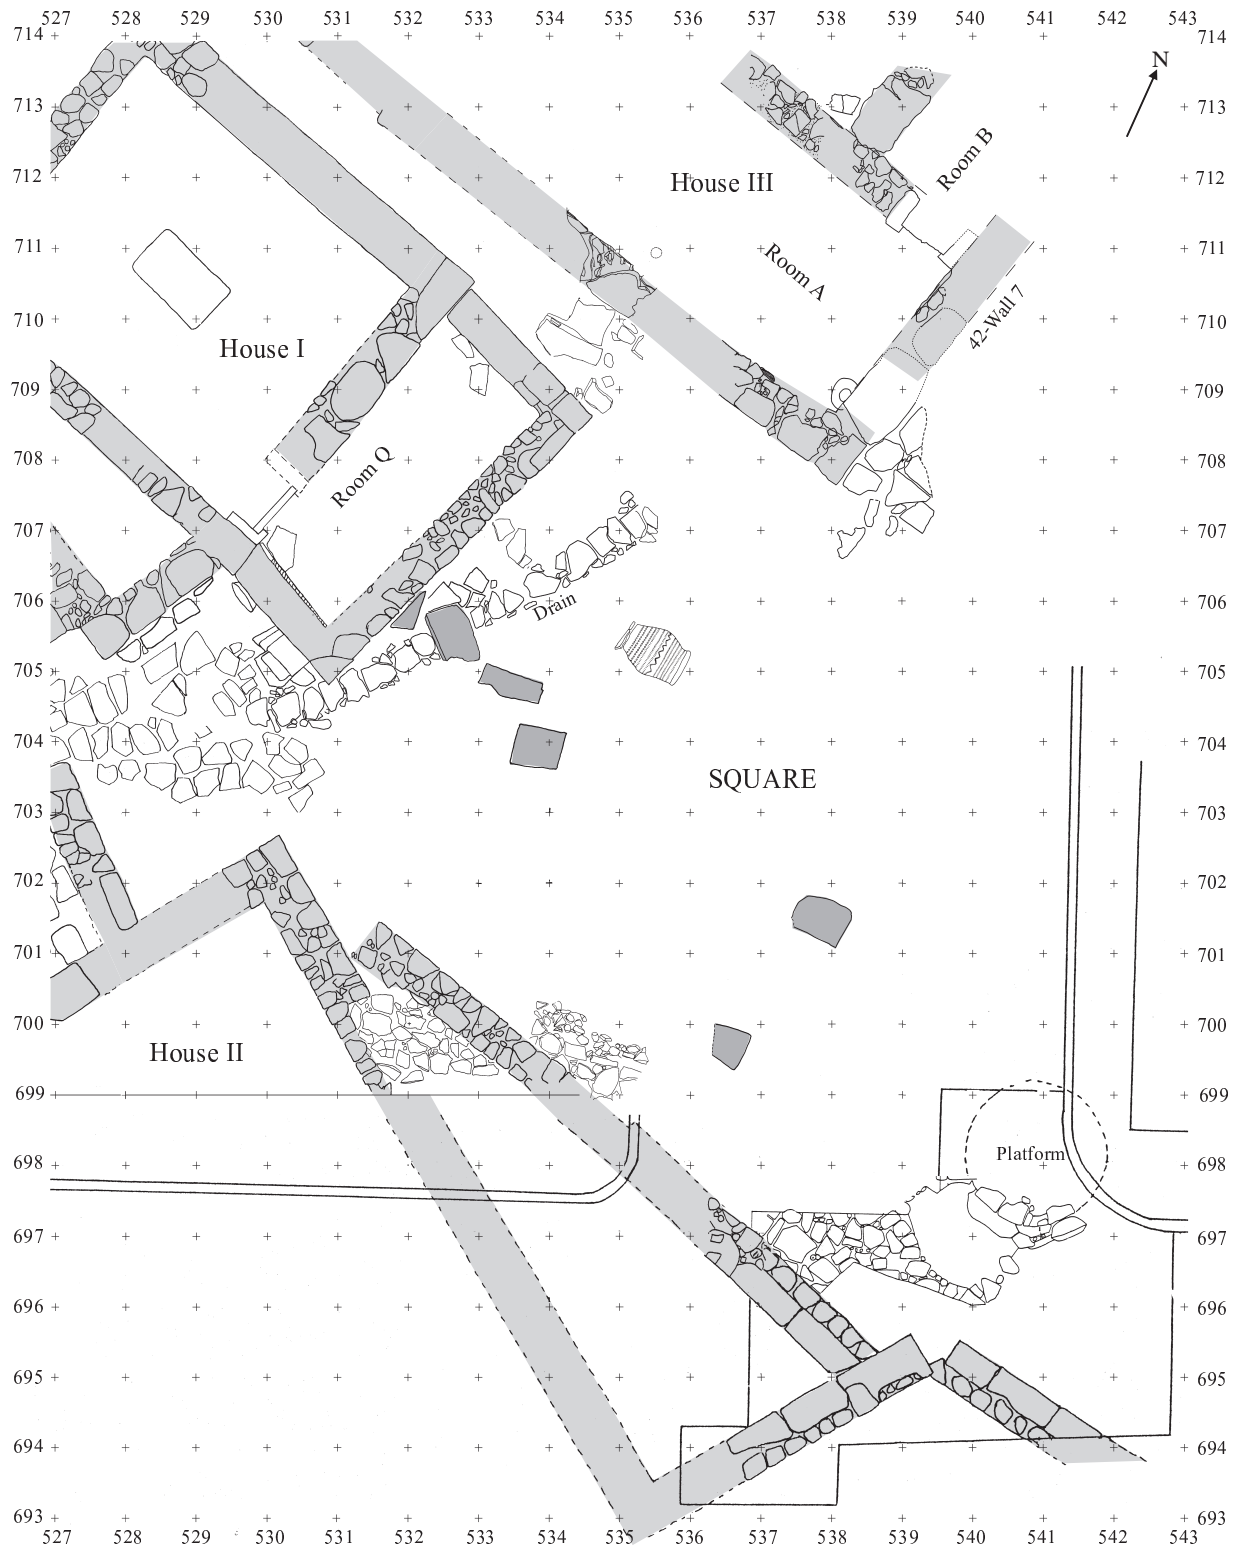 527 528 529 530 531 532 533 534 535 536 537 538 539 540 541 542 543
714 714
N
713 713
Room B
712 House III 712
711 711
Room A
710 42-Wall 7 710
House I
709 709
708 708
Room Q
707 707
706 706
Drain
705 705
704 704
SQUARE
703 703
702 702
701 701
700 700
House II
699 699
Platform
698 698
697 697
696 696
695 695
694 694
693 693
527 528 529 530 531 532 533 534 535 536 537 538 539 540 541 542 543